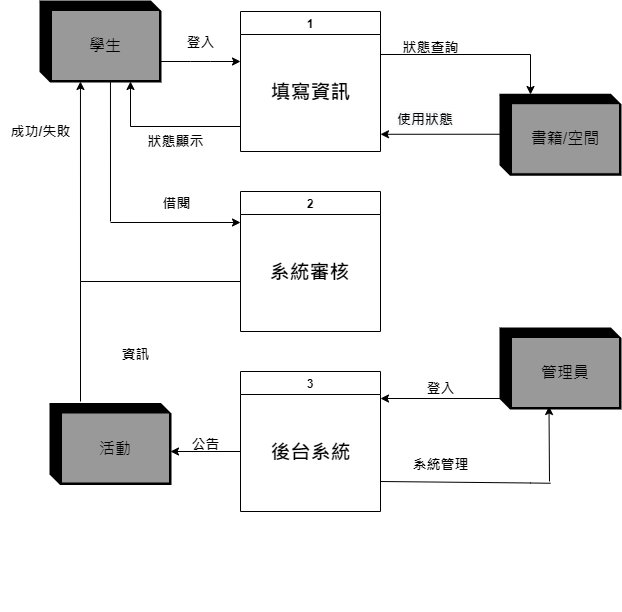 學生
登入
1
填寫資訊
狀態查詢
成功/失敗
狀態顯示
使用狀態
書籍/空間
借閱
2
系統審核
資訊
3
後台系統
登入
管理員
活動
公告
系統管理